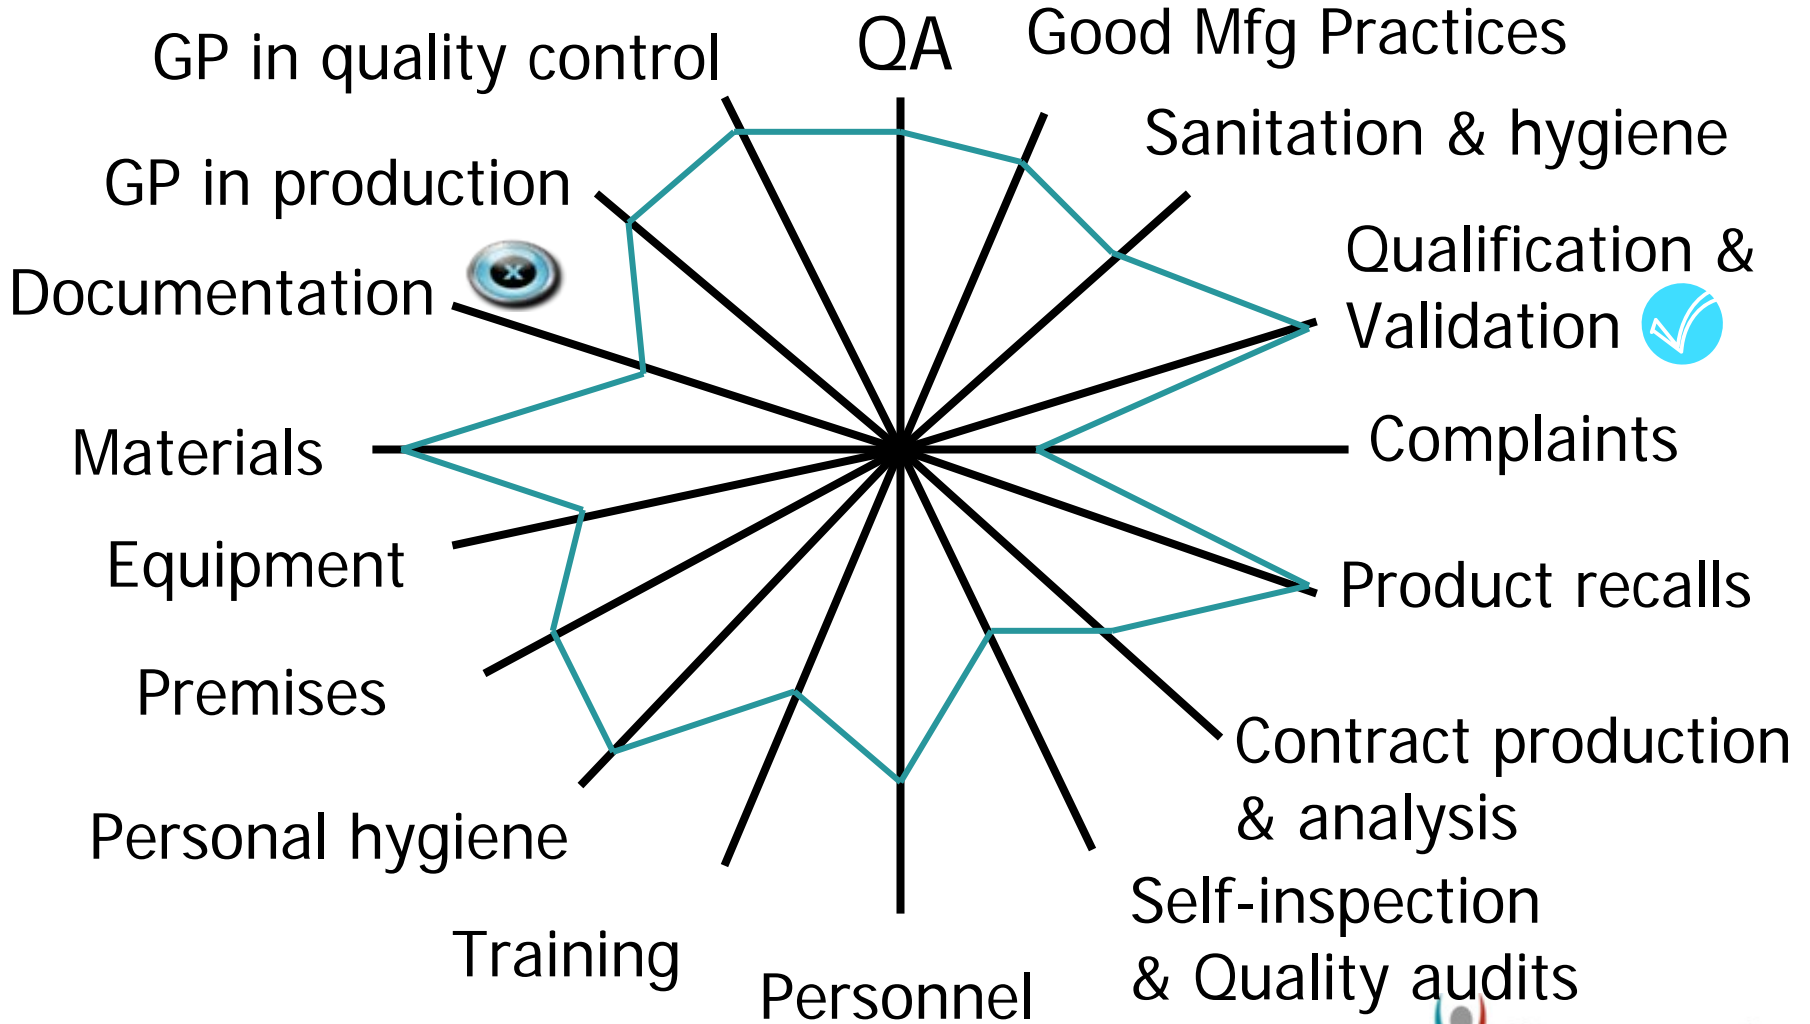 QA
Good Mfg Practices
GP in quality control
Sanitation & hygiene
GP in production
Qualification &
Validation
Documentation
x
Complaints
Materials
Equipment
Product recalls
Premises
Contract production
& analysis
Personal hygiene
Self-inspection
& Quality audits
Training
Personnel